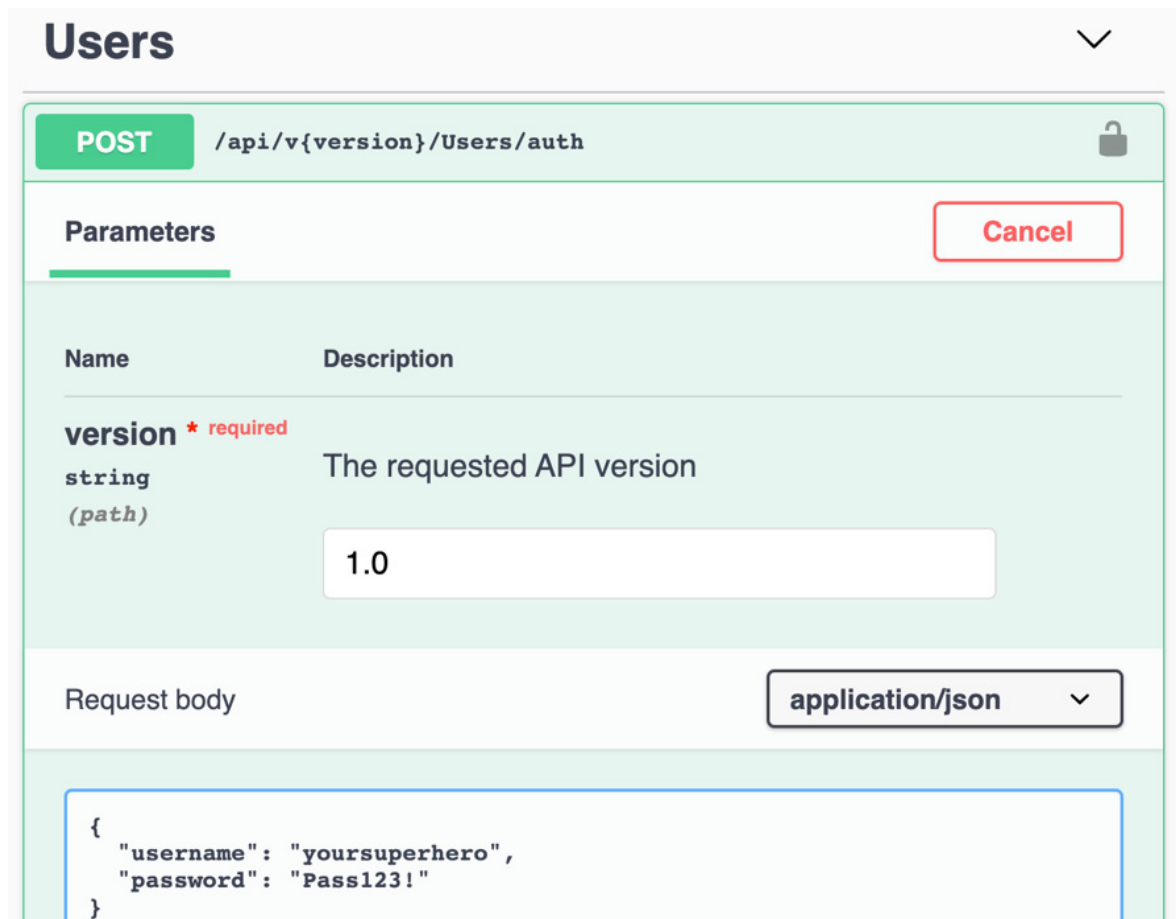 Users
POST /api/v{version}/Users/auth
Parameters
Cancel
Name Description
version * required
string
(path)
The requested API version
1.0
Request body
application/json
{
"username": "yoursuperhero",
"password": "Pass123!"
}